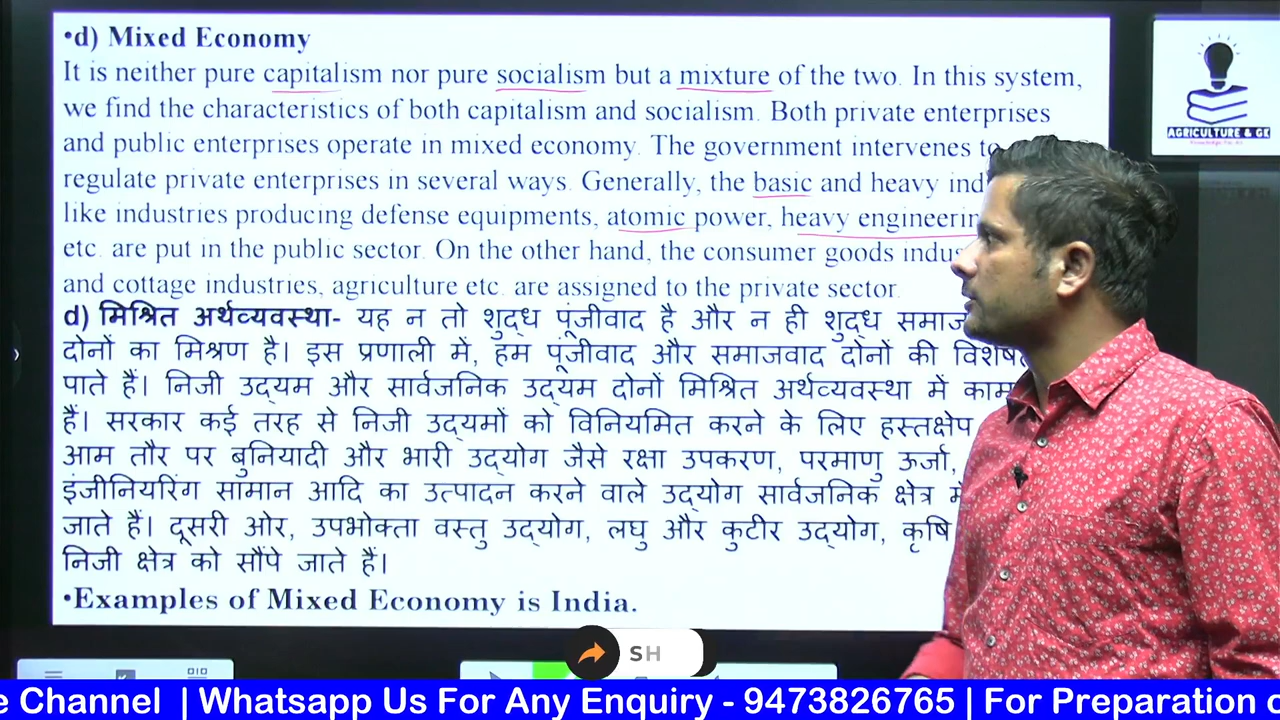 •d) Mixed Economy
It is neither pure capitalism nor pure socialism but a mixture of the two. In this system,
we find the characteristics of both capitalism and socialism. Both private enterprises
and public enterprises operate in mixed economy. The government intervenes to
regulate private enterprises in several ways. Generally, the basic and heavy ind
like industries producing defense equipments, atomic power, heavy engineerin
etc. are put in the public sector. On the other hand, the consumer goods indu
and cottage industries, agriculture etc. are assigned to the private sector.
d) मिश्रित अर्थव्यवस्था- यह न तो शुद्ध पूंजीवाद है और न ही शुद्ध समाज
दोनों का मिश्रण है। इस प्रणाली में, हम पूंजीवाद और समाजवाद दोनों की
पाते हैं। निजी उद्यम और सार्वजनिक उद्यम दोनों मिश्रित अर्थव्यवस्था में काम
हैं। सरकार कई तरह से निजी उद्यमों को विनियमित करने के लिए हस्तक्षेप
आम तौर पर बुनियादी और भारी उद्योग जैसे रक्षा उपकरण, परमाणु ऊर्जा,
इंजीनियरिंग सामान आदि का उत्पादन करने वाले उद्योग सार्वजनिक क्षेत्र में
जाते हैं। दूसरी ओर, उपभोक्ता वस्तु उद्योग, लघु और कुटीर उद्योग, कृषि
निजी क्षेत्र को सौंपे जाते हैं।
•Examples of Mixed Economy is India.
AGRICULTURE & GK
SH
e Channel | Whatsapp Us For Any Enquiry - 9473826765 | For Preparation o